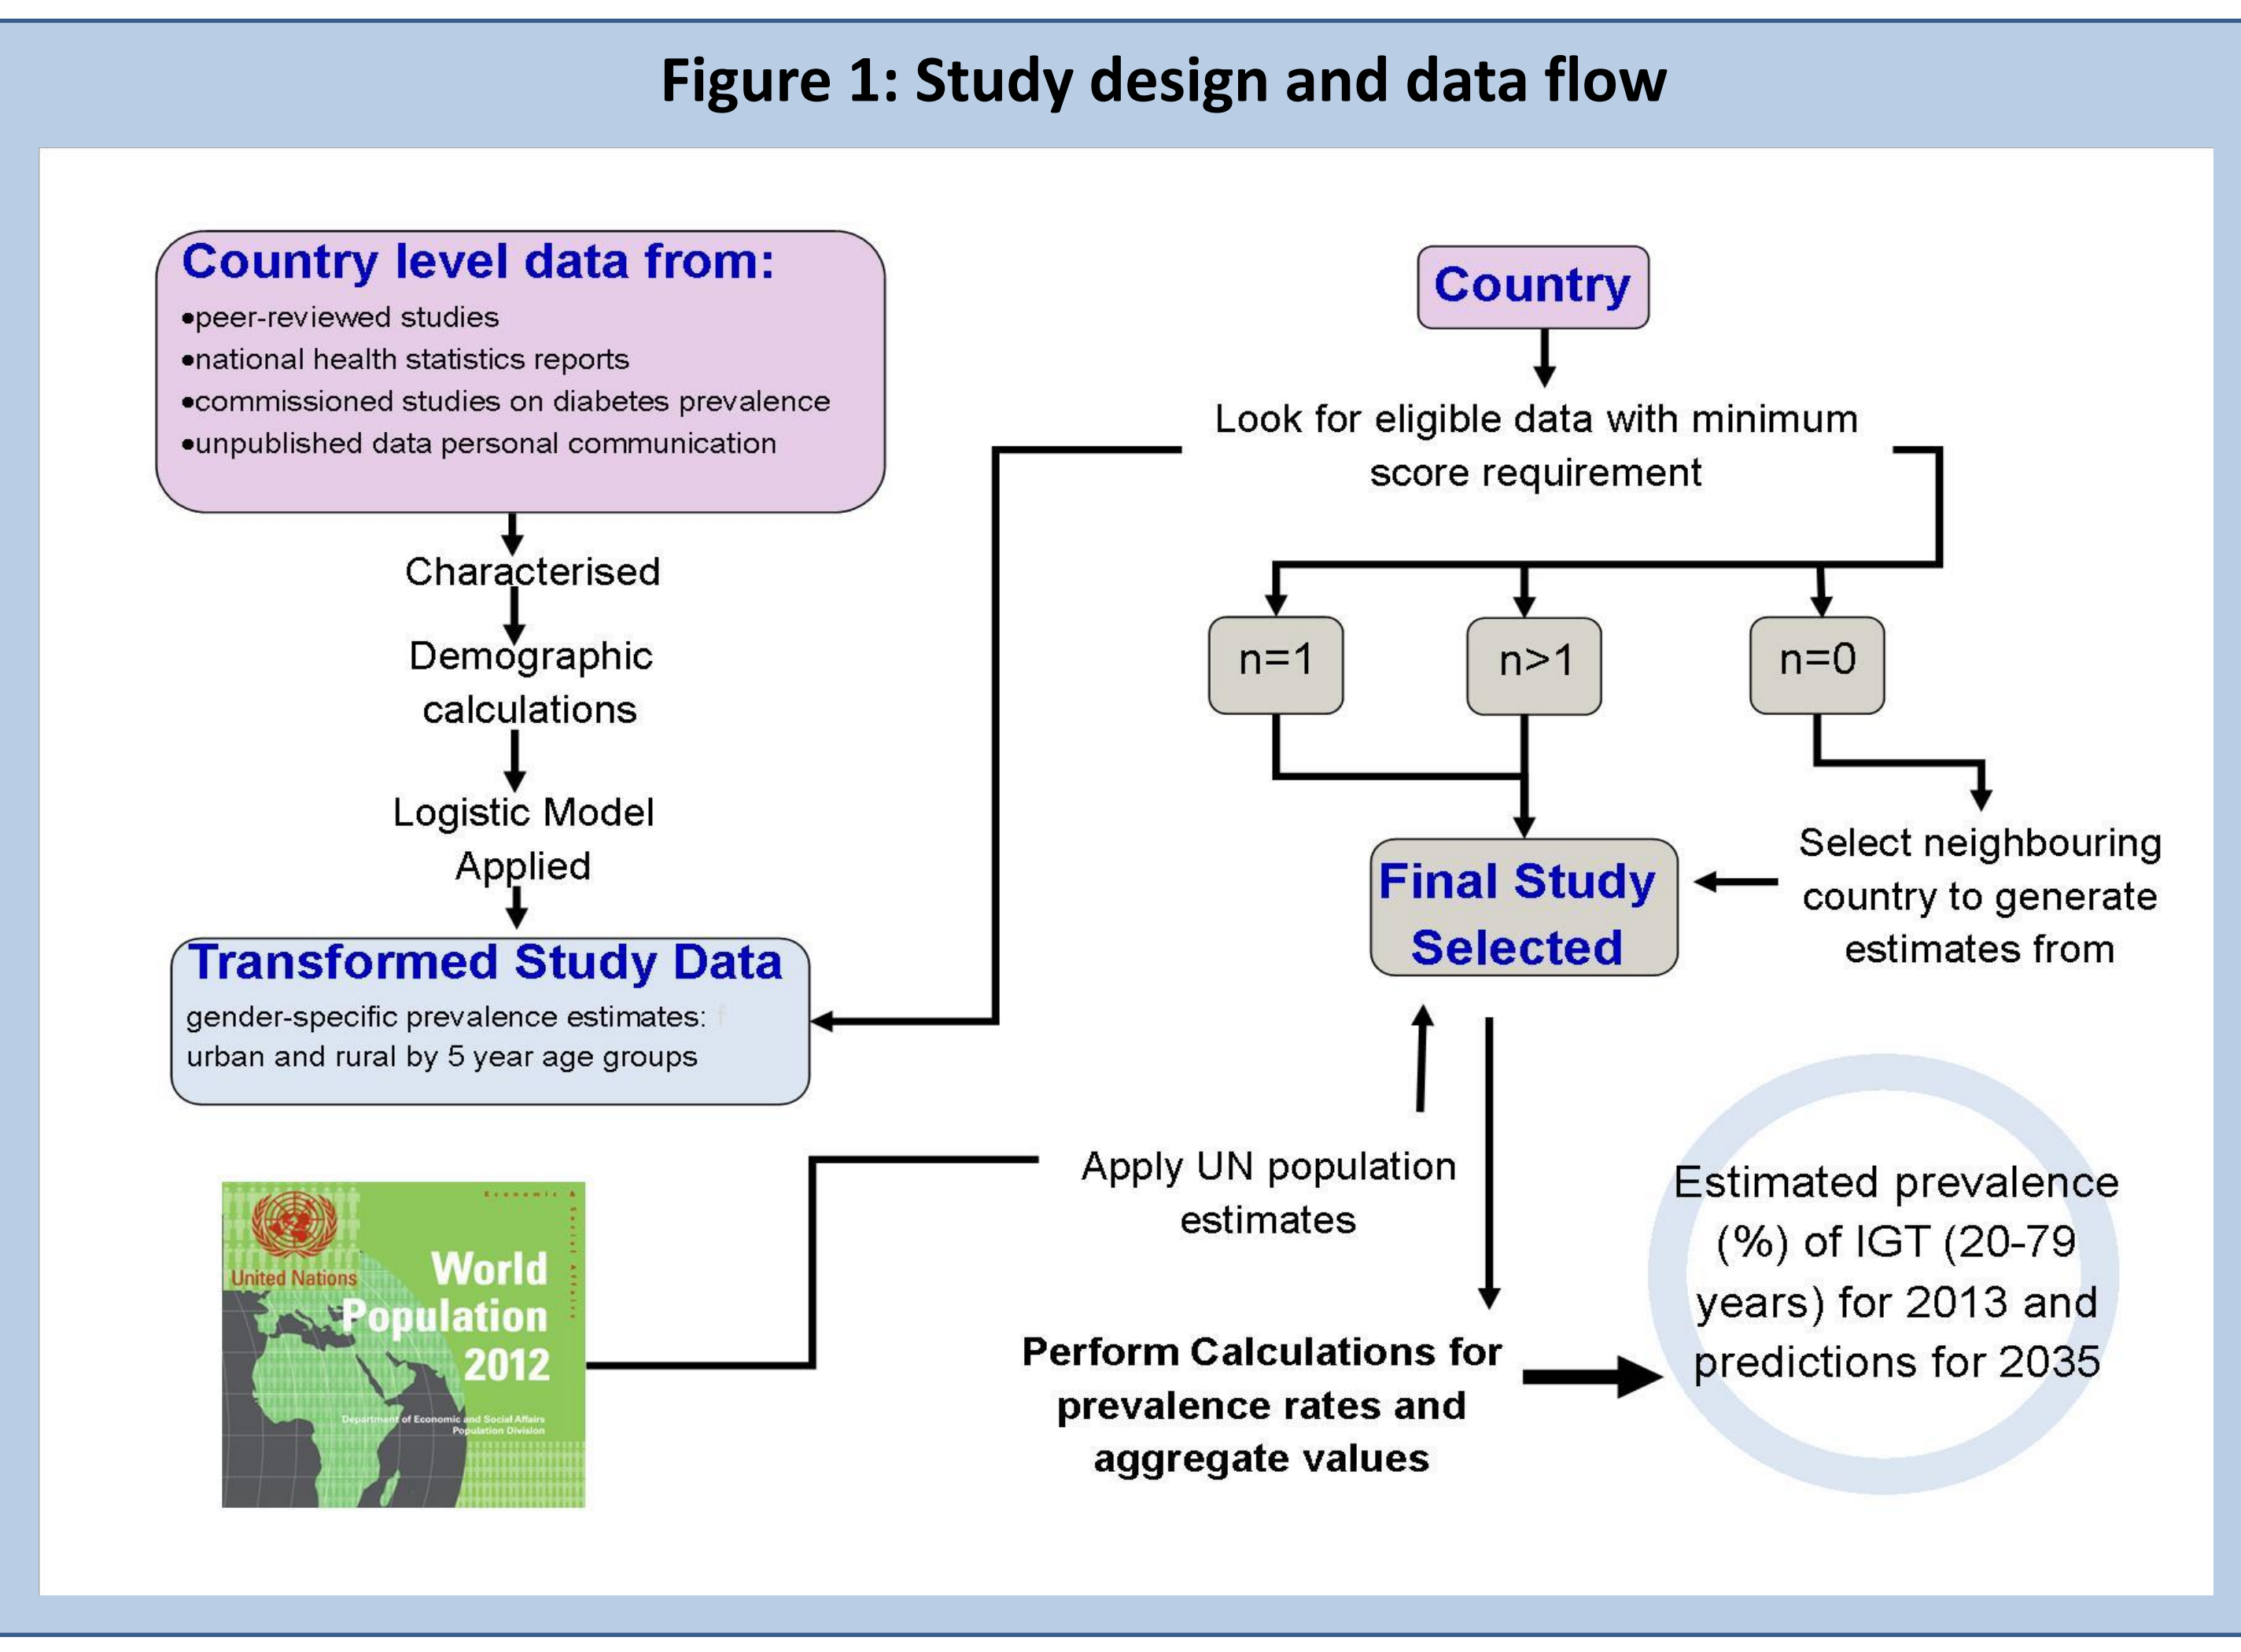 Figure 1: Study design and data flow
Country level data from:
•peer-reviewed studies
•national health statistics reports
•commissioned studies on diabetes prevalence
•unpublished data personal communication
Characterised
Demographic
calculations
Logistic Model
Applied
Transformed Study Data
gender-specific prevalence estimates: f
urban and rural by 5 year age groups
Country
Look for eligible data with minimum
score requirement
n=1
n>1
n=0
Final Study
Selected
Select neighbouring
country to generate
estimates from
Apply UN population
estimates
Economic &
Social Affairs
United Nations
World
Population
2012
Department of Economic and Social Affairs
Population Division
Perform Calculations for
prevalence rates and
aggregate values
Estimated prevalence
(%) of IGT (20-79
years) for 2013 and
predictions for 2035